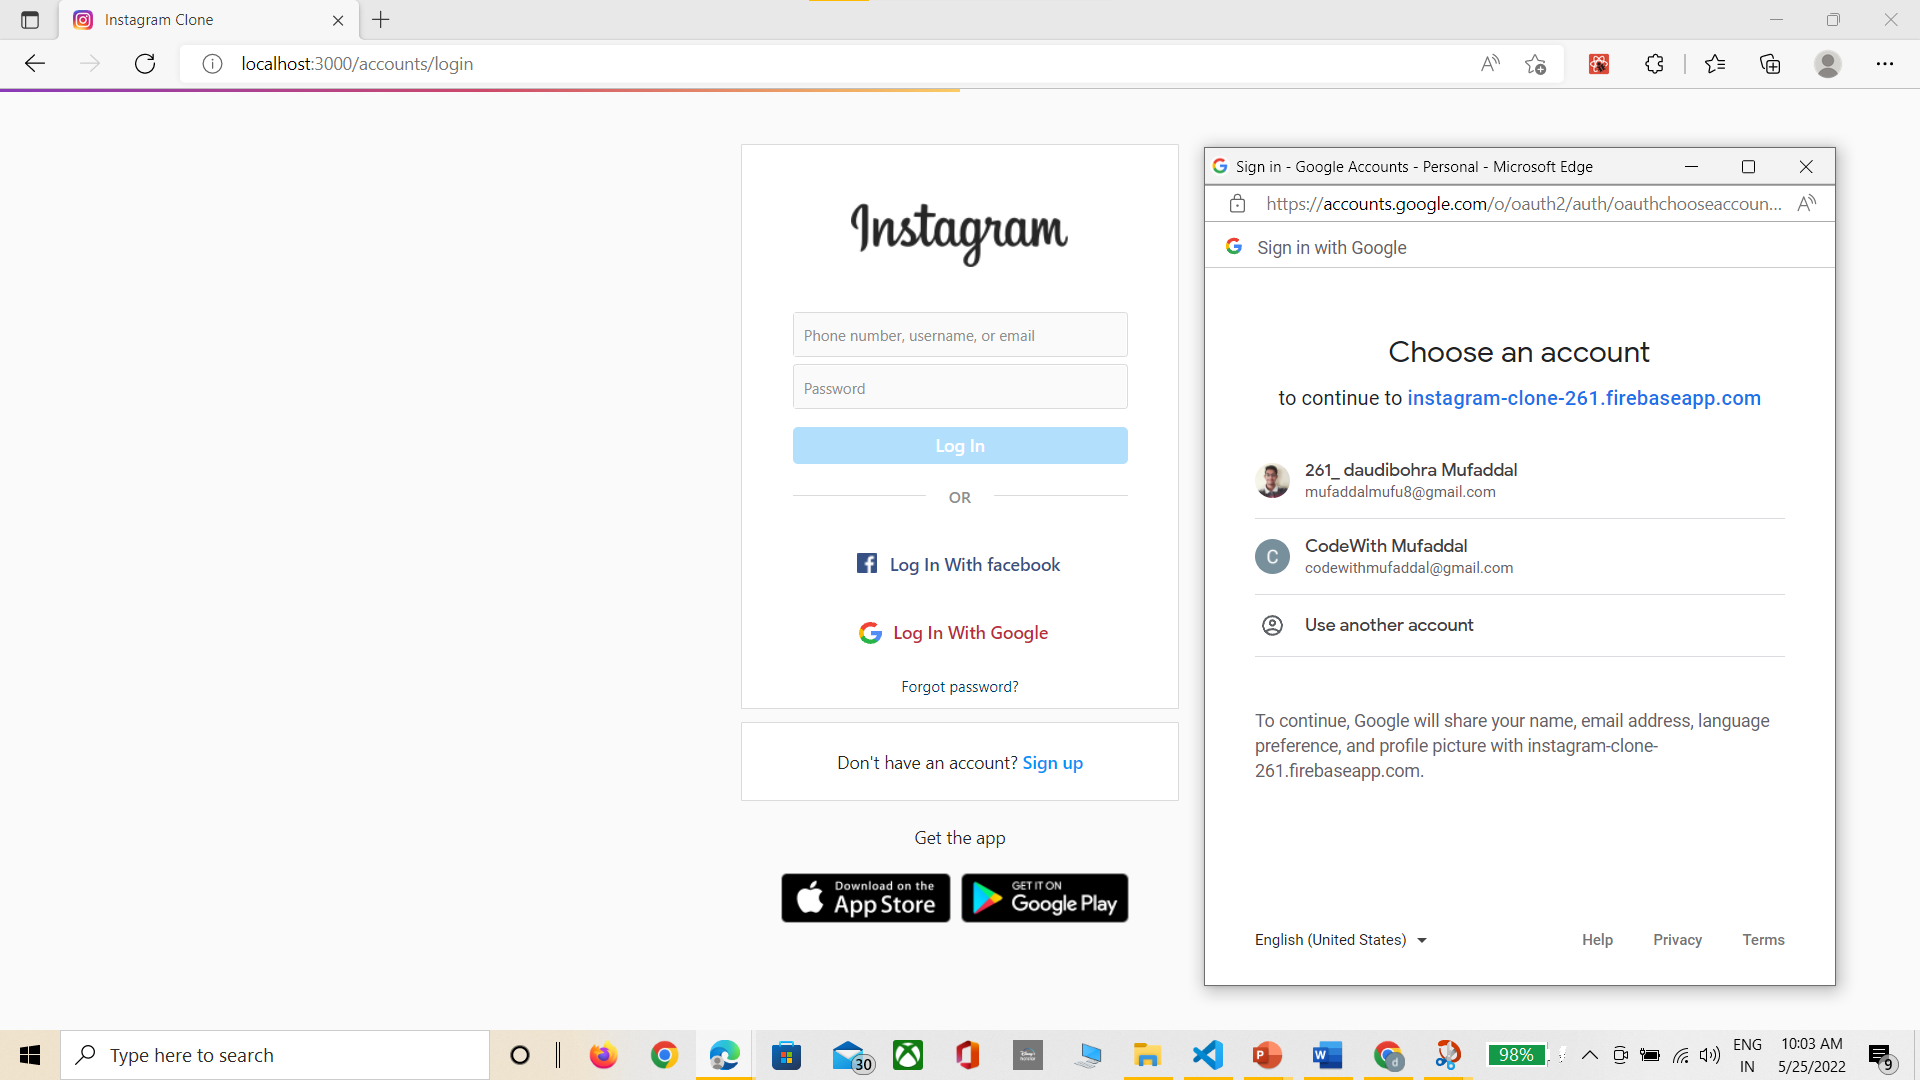 Instagram Clone
localhost:3000/accounts/login
Instagram
Phone number, username, or email
Password
Log In
OR
Log In With facebook
Log In With Google
Forgot password?
Don't have an account? Sign up
Get the app
Download on the
App Store
GET IT ON
Google Play
Sign in - Google Accounts - Personal - Microsoft Edge
https://accounts.google.com/o/oauth2/auth/oauthchooseaccoun...
Sign in with Google
Choose an account
to continue to instagram-clone-261.firebaseapp.com
261_ daudibohra Mufaddal
mufaddalmufu8@gmail.com
C
CodeWith Mufaddal
codewithmufaddal@gmail.com
Use another account
To continue, Google will share your name, email address, language
preference, and profile picture with instagram-clone-
261.firebaseapp.com.
English (United States)
Help
Privacy
Terms
Type here to search
30
98%
ENG
IN
10:03 AM
5/25/2022
9